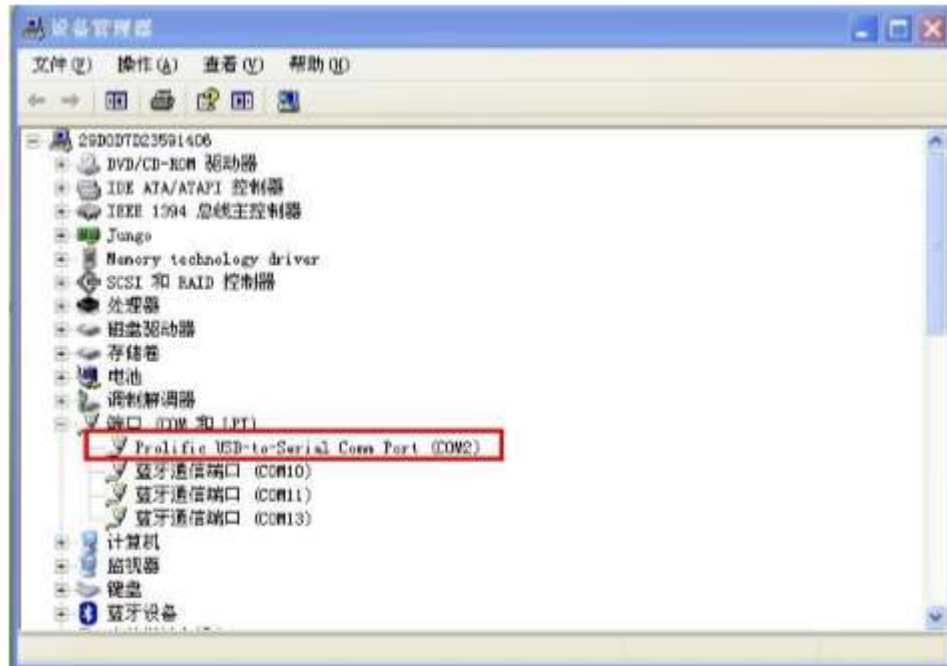 设备管理器
文件(F) 操作(A) 查看(V) 帮助(H)
29D0DTD23591406
DVD/CD-ROM 驱动器
IDE ATA/ATAPI 控制器
IEEE 1394 总线主控制器
Jungo
Memory technology driver
SCSI 和 RAID 控制器
处理器
磁盘驱动器
存储卷
电池
调制解调器
端口 (COM 和 LPT)
Prolific USB-to-Serial Comm Port (COM2)
蓝牙通信端口 (COM10)
蓝牙通信端口 (COM11)
蓝牙通信端口 (COM13)
计算机
监视器
键盘
蓝牙设备